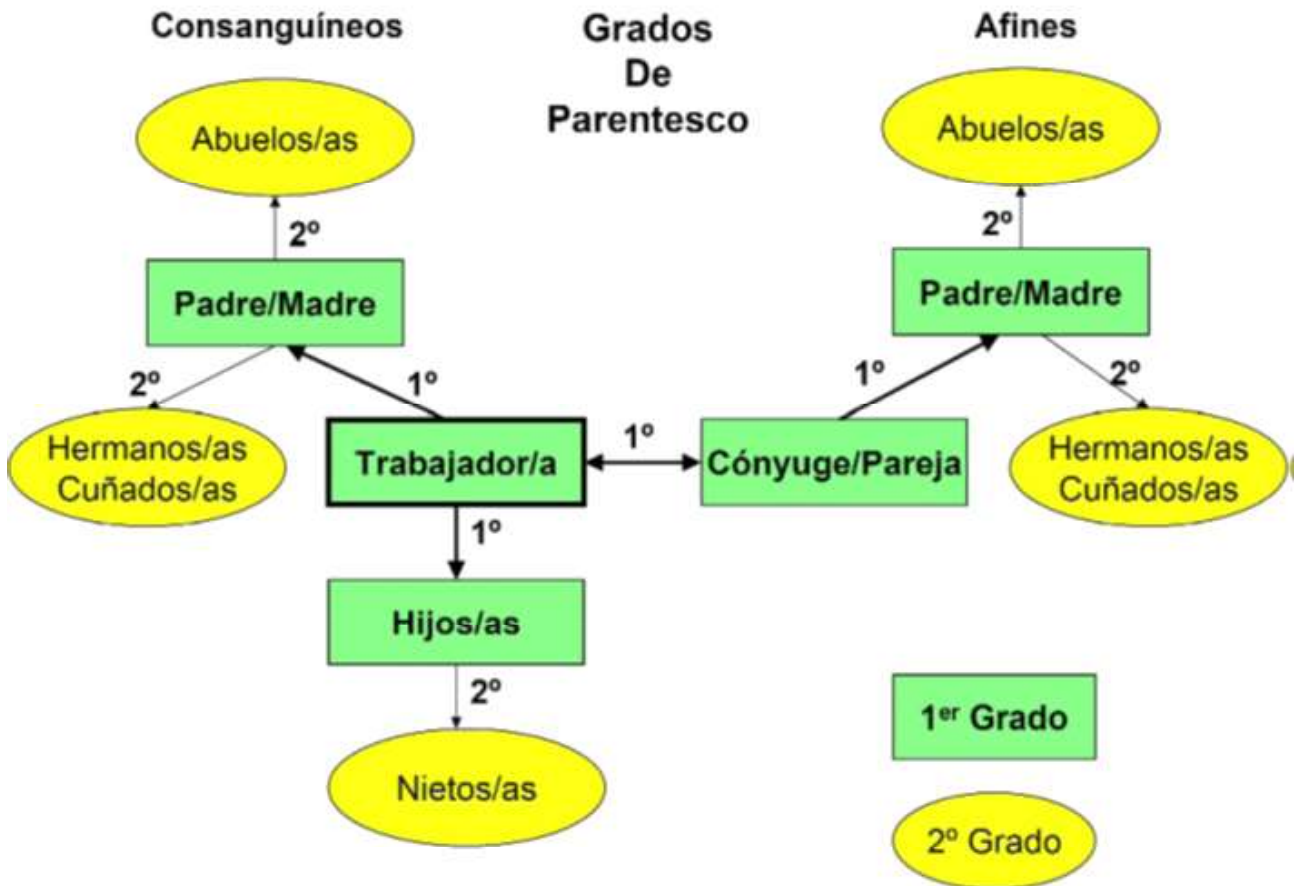 Consanguíneos
Grados
De
Parentesco
Afines
Abuelos/as
Abuelos/as
2º
2º
Padre/Madre
Padre/Madre
2º
1º
1º
2º
Hermanos/as
Cuñados/as
Trabajador/a
1º
Cónyuge/Pareja
Hermanos/as
Cuñados/as
1º
Hijos/as
2º
1er Grado
Nietos/as
2º Grado